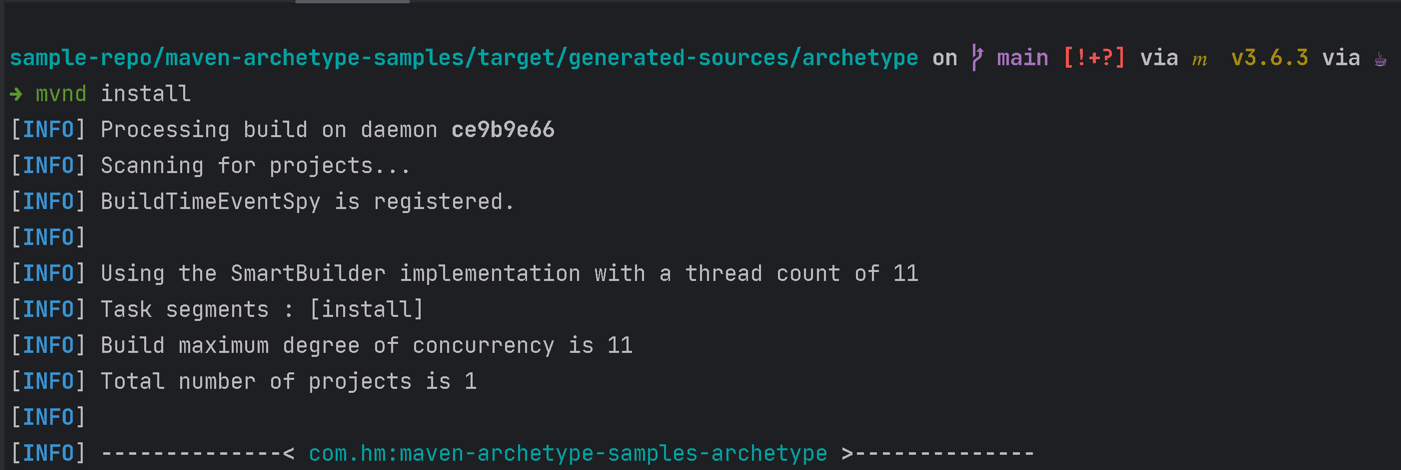 sample-repo/maven-archetype-samples/target/generated-sources/archetype on main [!+?] via m v3.6.3 via
→ mvnd install
[INFO] Processing build on daemon ce9b9e66
[INFO] Scanning for projects...
[INFO] BuildTimeEventSpy is registered.
[INFO]
[INFO] Using the SmartBuilder implementation with a thread count of 11
[INFO] Task segments : [install]
[INFO] Build maximum degree of concurrency is 11
[INFO] Total number of projects is 1
[INFO]
[INFO] --------------< com.hm:maven-archetype-samples-archetype >--------------